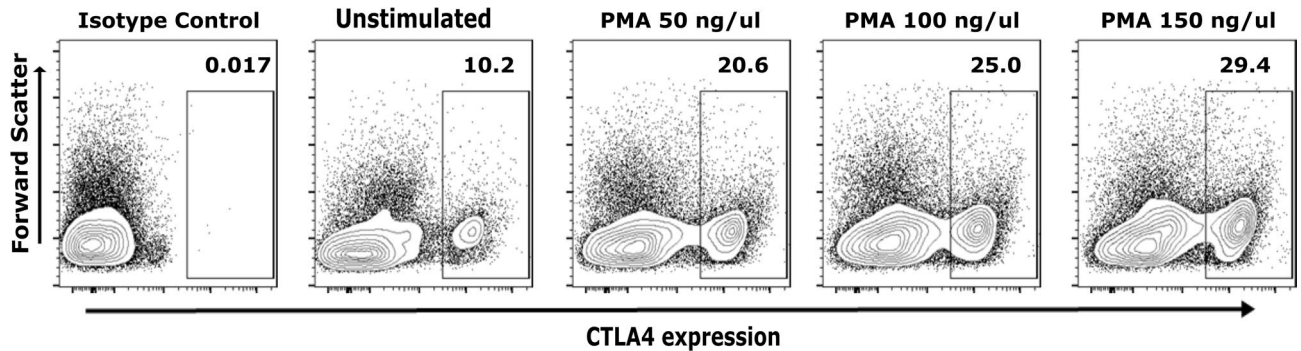 Isotype Control
Unstimulated
PMA 50 ng/ul
PMA 100 ng/ul
PMA 150 ng/ul
0.017
10.2
20.6
25.0
29.4
Forward Scatter
CTLA4 expression